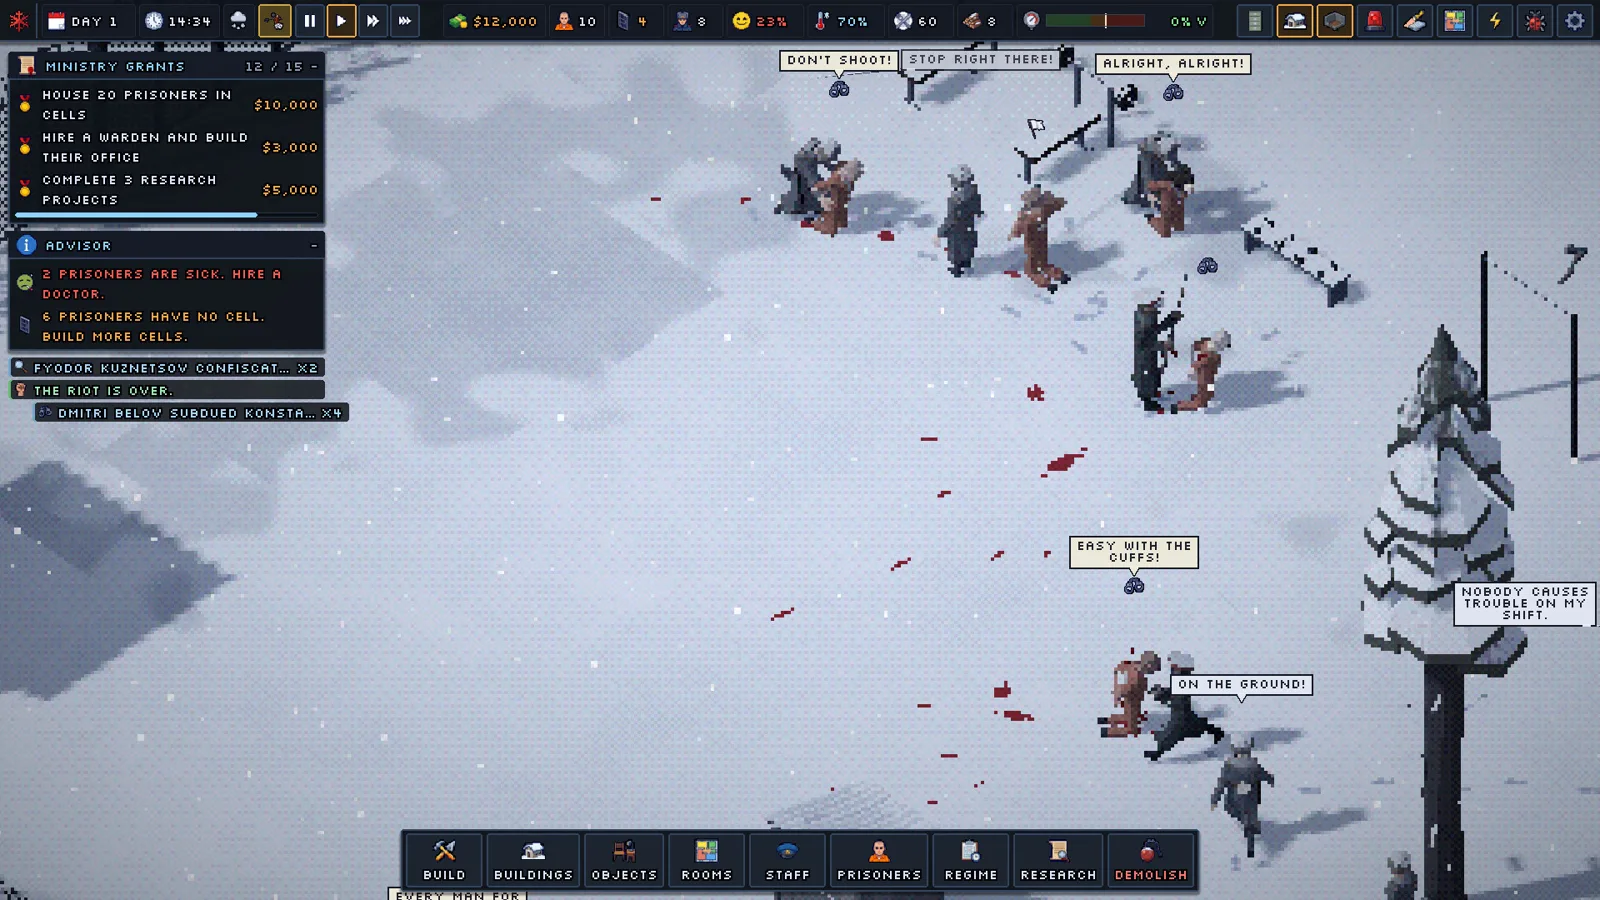 DAY 1
14:34
$12,000
10
4
8
23%
70%
60
8
0% V
MINISTRY GRANTS 12 / 15 -
HOUSE 20 PRISONERS IN
CELLS
$10,000
HIRE A WARDEN AND BUILD
THEIR OFFICE
$3,000
COMPLETE 3 RESEARCH
PROJECTS
$5,000
ADVISOR -
2 PRISONERS ARE SICK. HIRE A
DOCTOR.
6 PRISONERS HAVE NO CELL.
BUILD MORE CELLS.
FYODOR KUZNETSOV CONFISCAT... X2
THE RIOT IS OVER.
DMITRI BELOV SUBDUED KONSTA... X4
DON'T SHOOT!
STOP RIGHT THERE!
ALRIGHT, ALRIGHT!
7
EASY WITH THE
CUFFS!
NOBODY CAUSES
TROUBLE ON MY
SHIFT.
ON THE GROUND!
BUILD
BUILDINGS
OBJECTS
ROOMS
STAFF
PRISONERS
REGIME
RESEARCH
DEMOLISH
EVERY MAN FOR